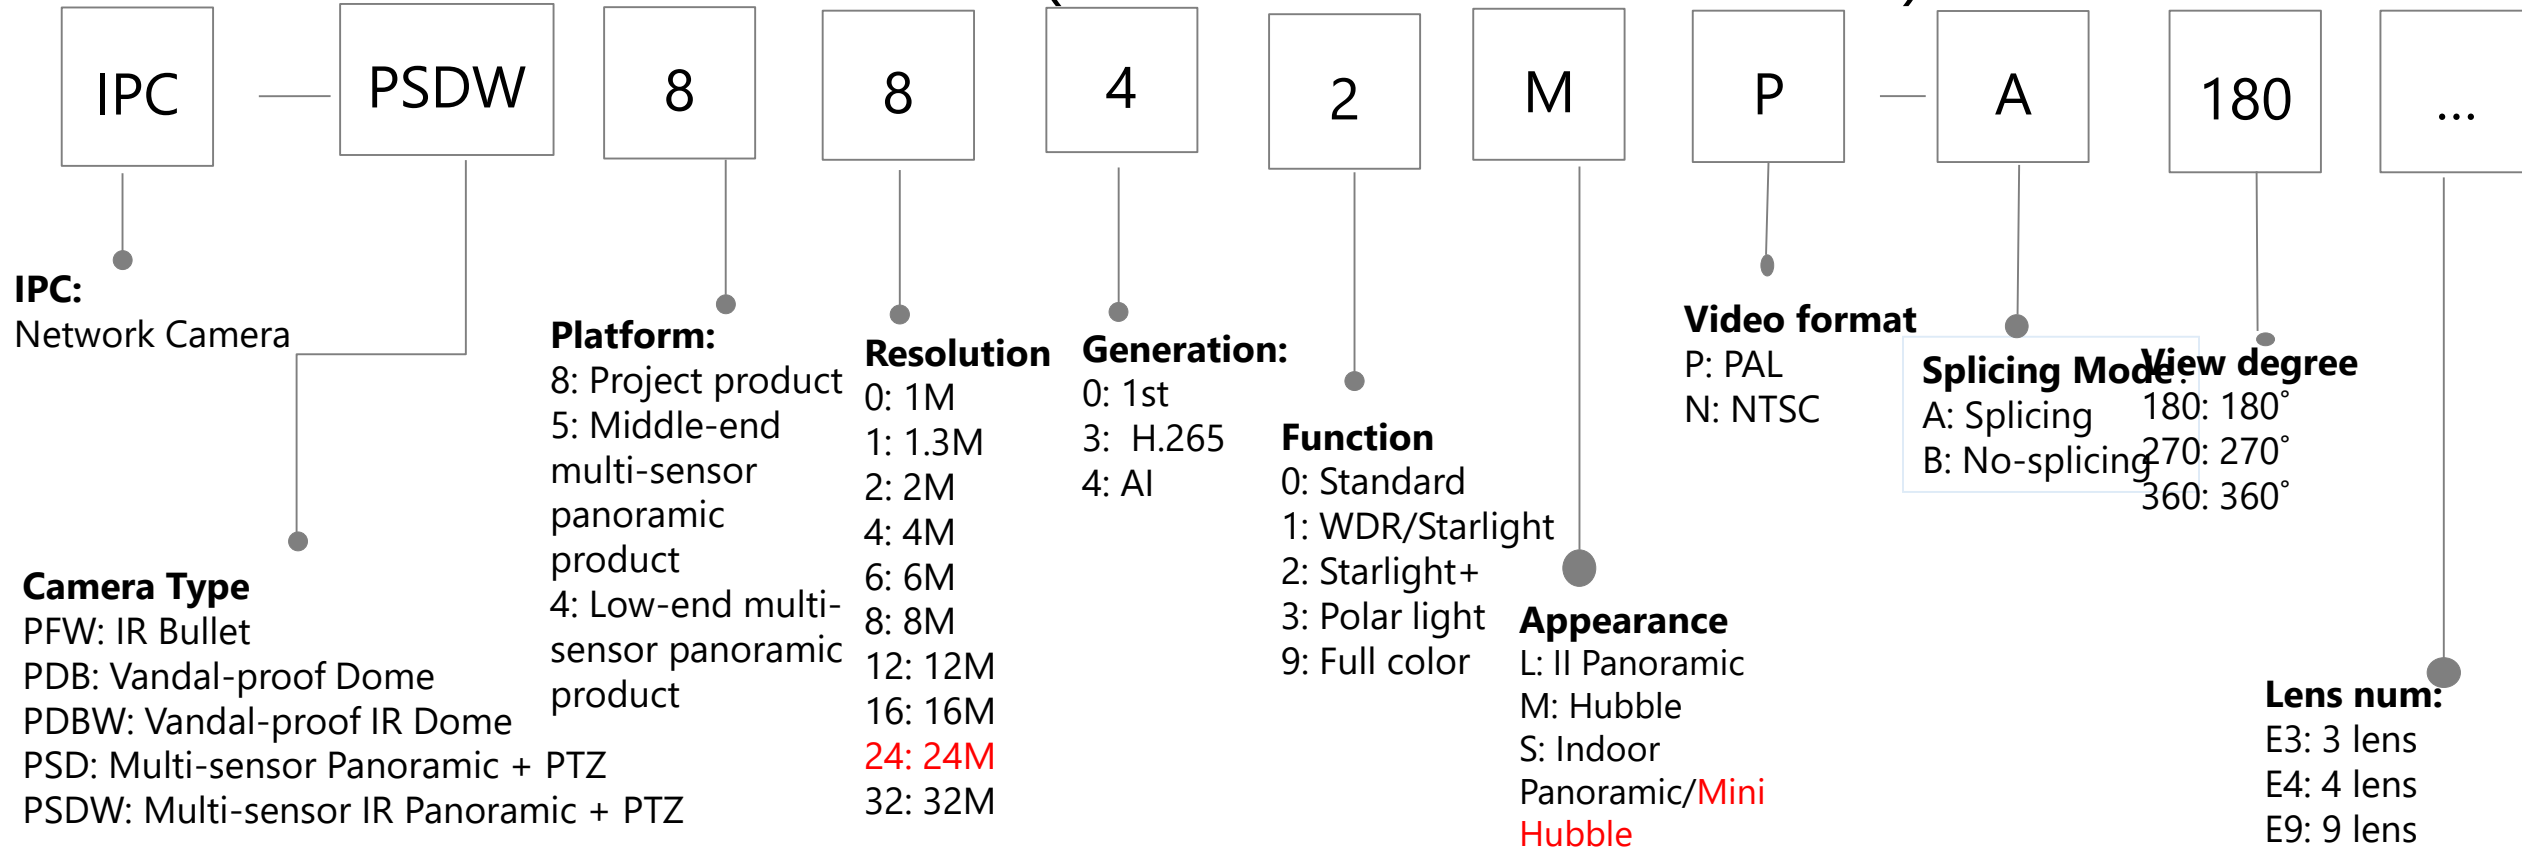 IPC
PSDW
8
8
4
2
M
P
A
180
...
IPC:
Network Camera
Camera Type
PFW: IR Bullet
PDB: Vandal-proof Dome
PDBW: Vandal-proof IR Dome
PSD: Multi-sensor Panoramic + PTZ
PSDW: Multi-sensor IR Panoramic + PTZ
Platform:
8: Project product
5: Middle-end
multi-sensor
panoramic
product
4: Low-end multi-
sensor panoramic
product
Resolution
0: 1M
1: 1.3M
2: 2M
4: 4M
6: 6M
8: 8M
12: 12M
16: 16M
24: 24M
32: 32M
Generation:
0: 1st
3:  H.265
4: AI
Function
0: Standard
1: WDR/Starlight
2: Starlight+
3: Polar light
9: Full color
Appearance
L: II Panoramic
M: Hubble
S: Indoor
Panoramic/Mini
Hubble
Video format
P: PAL
N: NTSC
Splicing Mode:
A: Splicing
B: No-splicing
View degree
180: 180°
270: 270°
360: 360°
Lens num:
E3: 3 lens
E4: 4 lens
E9: 9 lens